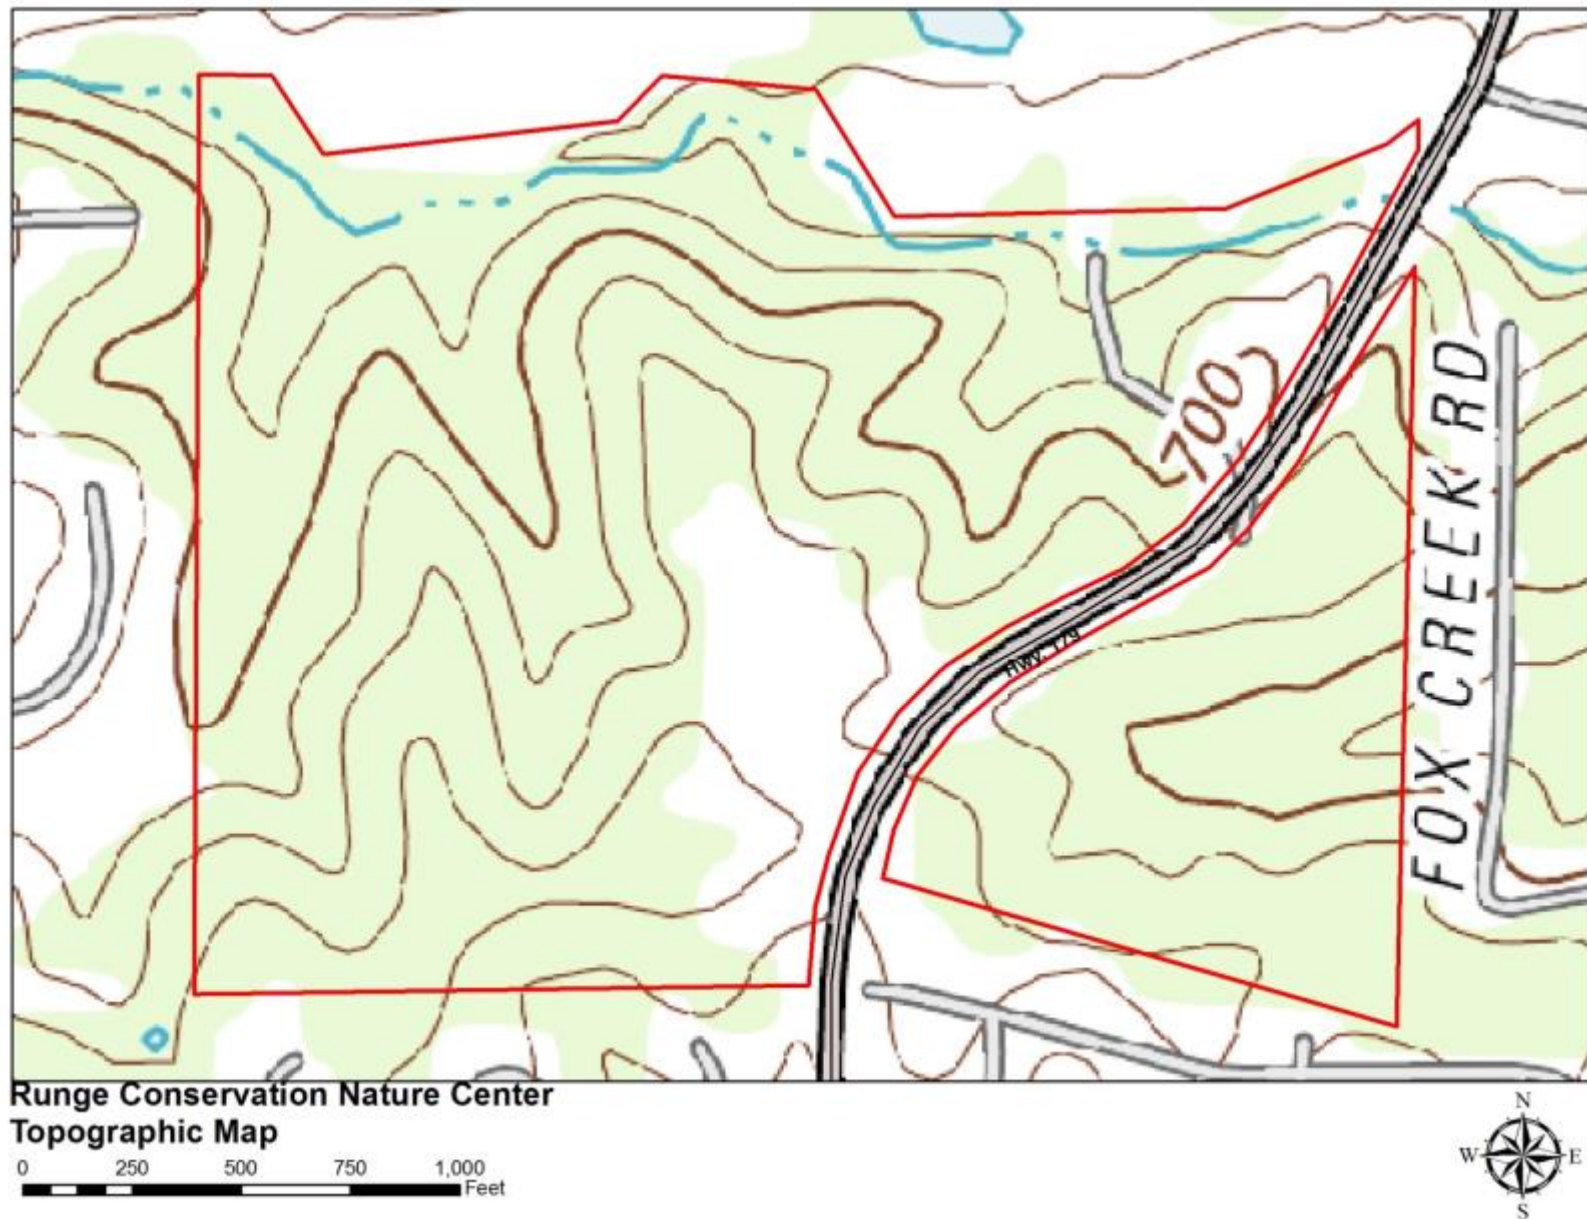 700
FOX CREEK RD
Hwy. 179
Runge Conservation Nature Center
Topographic Map
0 250 500 750 1,000
Feet
N
W E
S